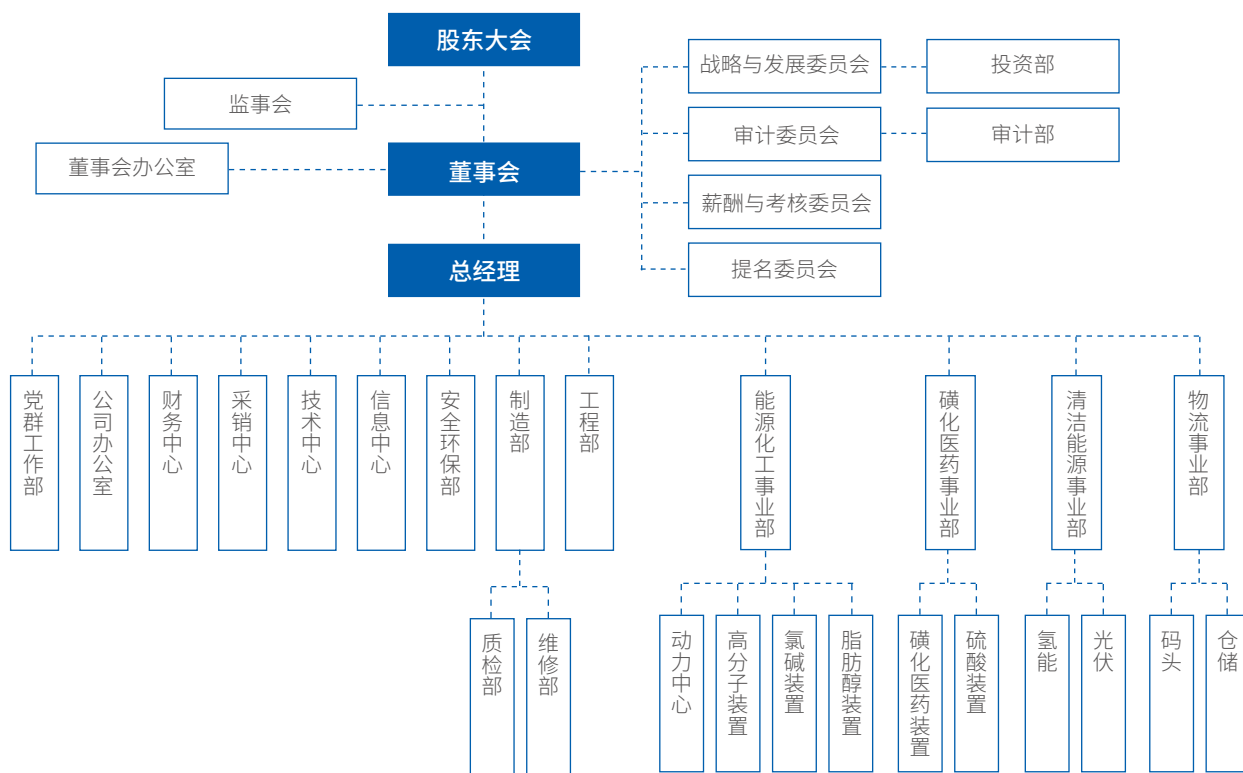 股东大会
监事会
董事会办公室
董事会
总经理
战略与发展委员会
投资部
审计委员会
审计部
薪酬与考核委员会
提名委员会
党群工作部
公司办公室
财务中心
采销中心
技术中心
信息中心
安全环保部
制造部
工程部
能源化工事业部
磺化医药事业部
清洁能源事业部
物流事业部
质检部
维修部
动力中心
高分子装置
氯碱装置
脂肪醇装置
磺化医药装置
硫酸装置
氢能
光伏
码头
仓储